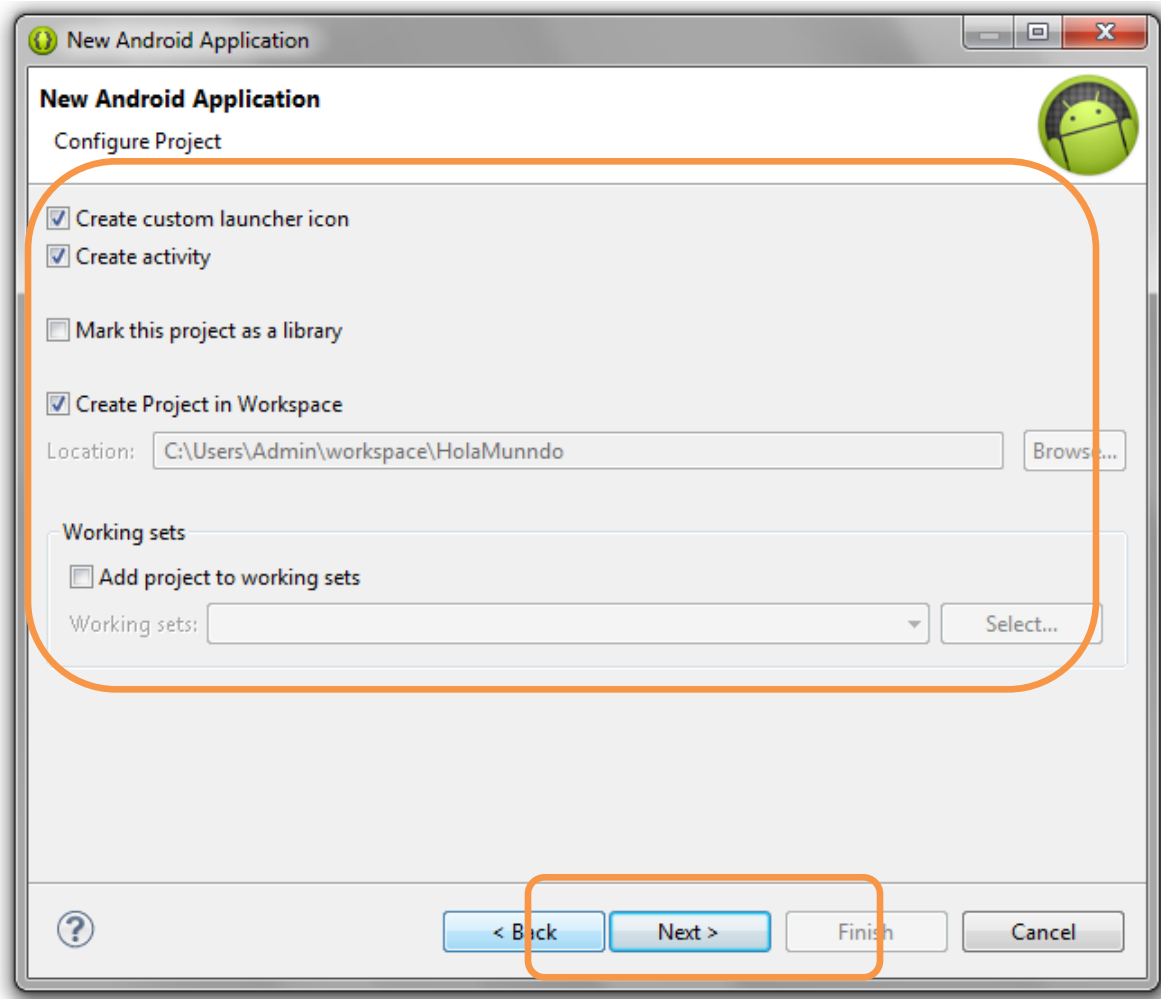 New Android Application
New Android Application
Configure Project
Create custom launcher icon
Create activity
Mark this project as a library
Create Project in Workspace
Location: C:\Users\Admin\workspace\HolaMunndo Browse...
Working sets
Add project to working sets
Working sets: Select...
< Back Next > Finish Cancel